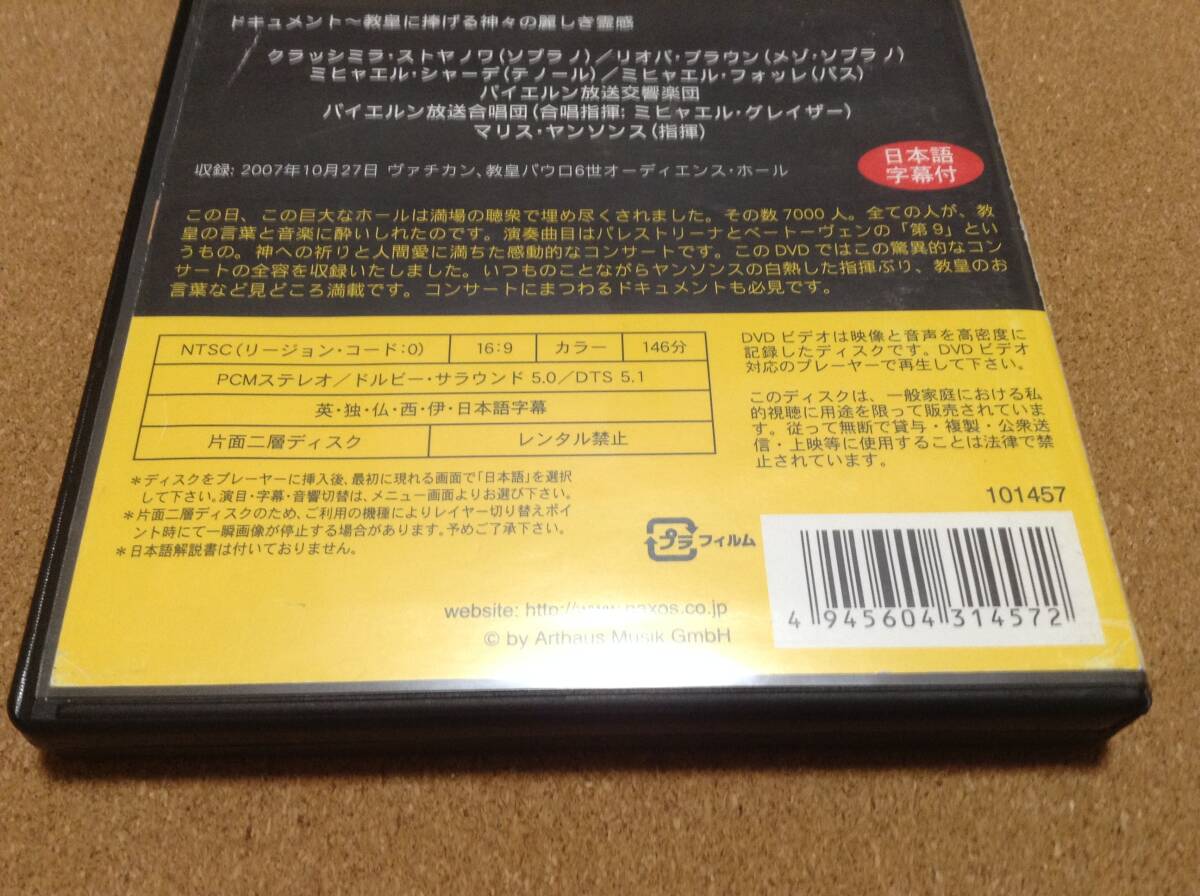 ドキュメント～教皇に捧げる神々の麗しき霊感
クラッシミラ・ストヤノワ(ソプラノ)／リオバ・ブラウン(メゾ・ソプラノ)
ミヒャエル・シャーデ(テノール)／ミヒャエル・フォッレ(バス)
バイエルン放送交響楽団
バイエルン放送合唱団(合唱指揮: ミヒャエル・グレイザー)
マリス・ヤンソンス(指揮)
日本語
字幕付
収録: 2007年10月27日 ヴァチカン、教皇パウロ6世オーディエンス・ホール
この日、この巨大なホールは満場の聴衆で埋め尽くされました。その数7000人。全ての人が、教
皇の言葉と音楽に酔いしれたのです。演奏曲目はパレストリーナとベートーヴェンの「第9」と
いうもの。神への祈りと人間愛に満ちた感動的なコンサートです。このDVDではこの驚異的なコン
サートの全容を収録いたしました。いつものことながらヤンソンスの白熱した指揮ぶり、教皇のお
言葉など見どころ満載です。コンサートにまつわるドキュメントも必見です。
NTSC(リージョン・コード:0) 16:9 カラー 146分
PCMステレオ／ドルビー・サラウンド 5.0／DTS 5.1
英・独・仏・西・伊・日本語字幕
片面二層ディスク レンタル禁止
＊ディスクをプレーヤーに挿入後、最初に現れる画面で「日本語」を選択
して下さい。演目・字幕・音響切替は、メニュー画面よりお選び下さい。
＊片面二層ディスクのため、ご利用の機種によりレイヤー切り替えポイ
ント時にて一瞬画像が停止する場合があります。予めご了承下さい。
＊日本語解説書は付いておりません。
DVDビデオは映像と音声を高密度に
記録したディスクです。DVDビデオ
対応のプレーヤーで再生して下さい。
このディスクは、一般家庭における私
的視聴に用途を限って販売されていま
す。従って無断で貸与・複製・公衆送
信・上映等に使用することは法律で禁
止されています。
101457
プラ フィルム
website: http://www.naxos.co.jp
© by Arthaus Musik GmbH
4 945604 314572